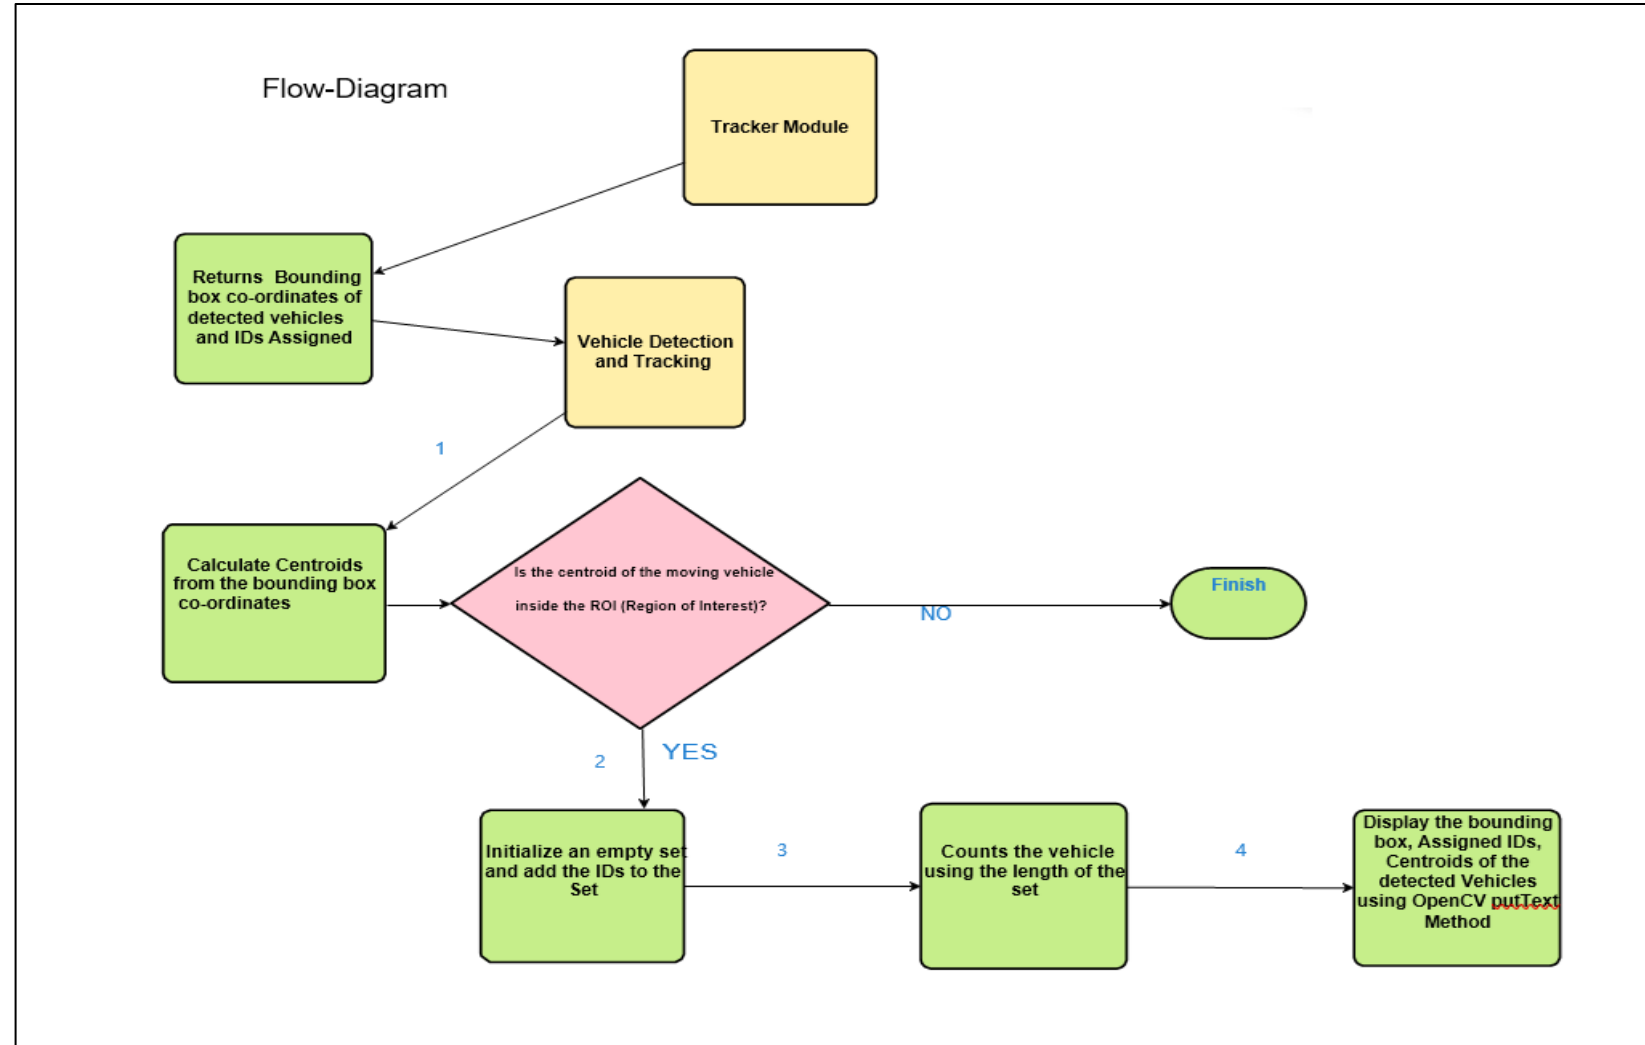 Flow-Diagram
Tracker Module
Returns Bounding
box co-ordinates of
detected vehicles
and IDs Assigned
Vehicle Detection
and Tracking
1
Calculate Centroids
from the bounding box
co-ordinates
Is the centroid of the moving vehicle
inside the ROI (Region of Interest)?
NO
Finish
YES
2
Initialize an empty set
and add the IDs to the
Set
3
Counts the vehicle
using the length of the
set
4
Display the bounding
box, Assigned IDs,
Centroids of the
detected Vehicles
using OpenCV putText
Method